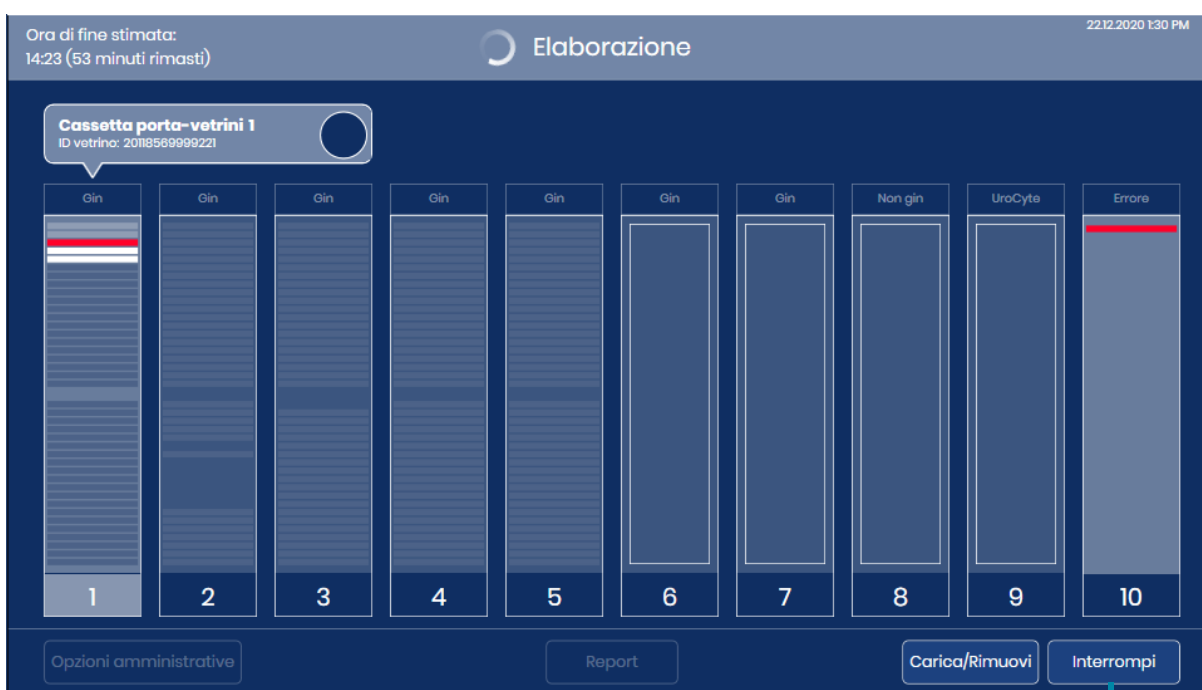 Ora di fine stimata:
14:23 (53 minuti rimasti)
Elaborazione
22.12.2020 1:30 PM
Cassetta porta-vetrini 1
ID vetrino: 20118569999221
Gin Gin Gin Gin Gin Gin Gin Non gin UroCyte Errore
1 2 3 4 5 6 7 8 9 10
Opzioni amministrative Report Carica/Rimuovi Interrompi